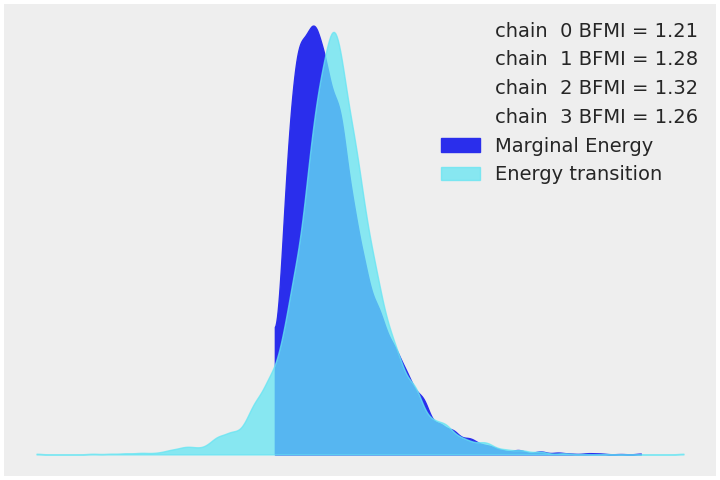 chain  0 BFMI = 1.21
chain  1 BFMI = 1.28
chain  2 BFMI = 1.32
chain  3 BFMI = 1.26
Marginal Energy
Energy transition